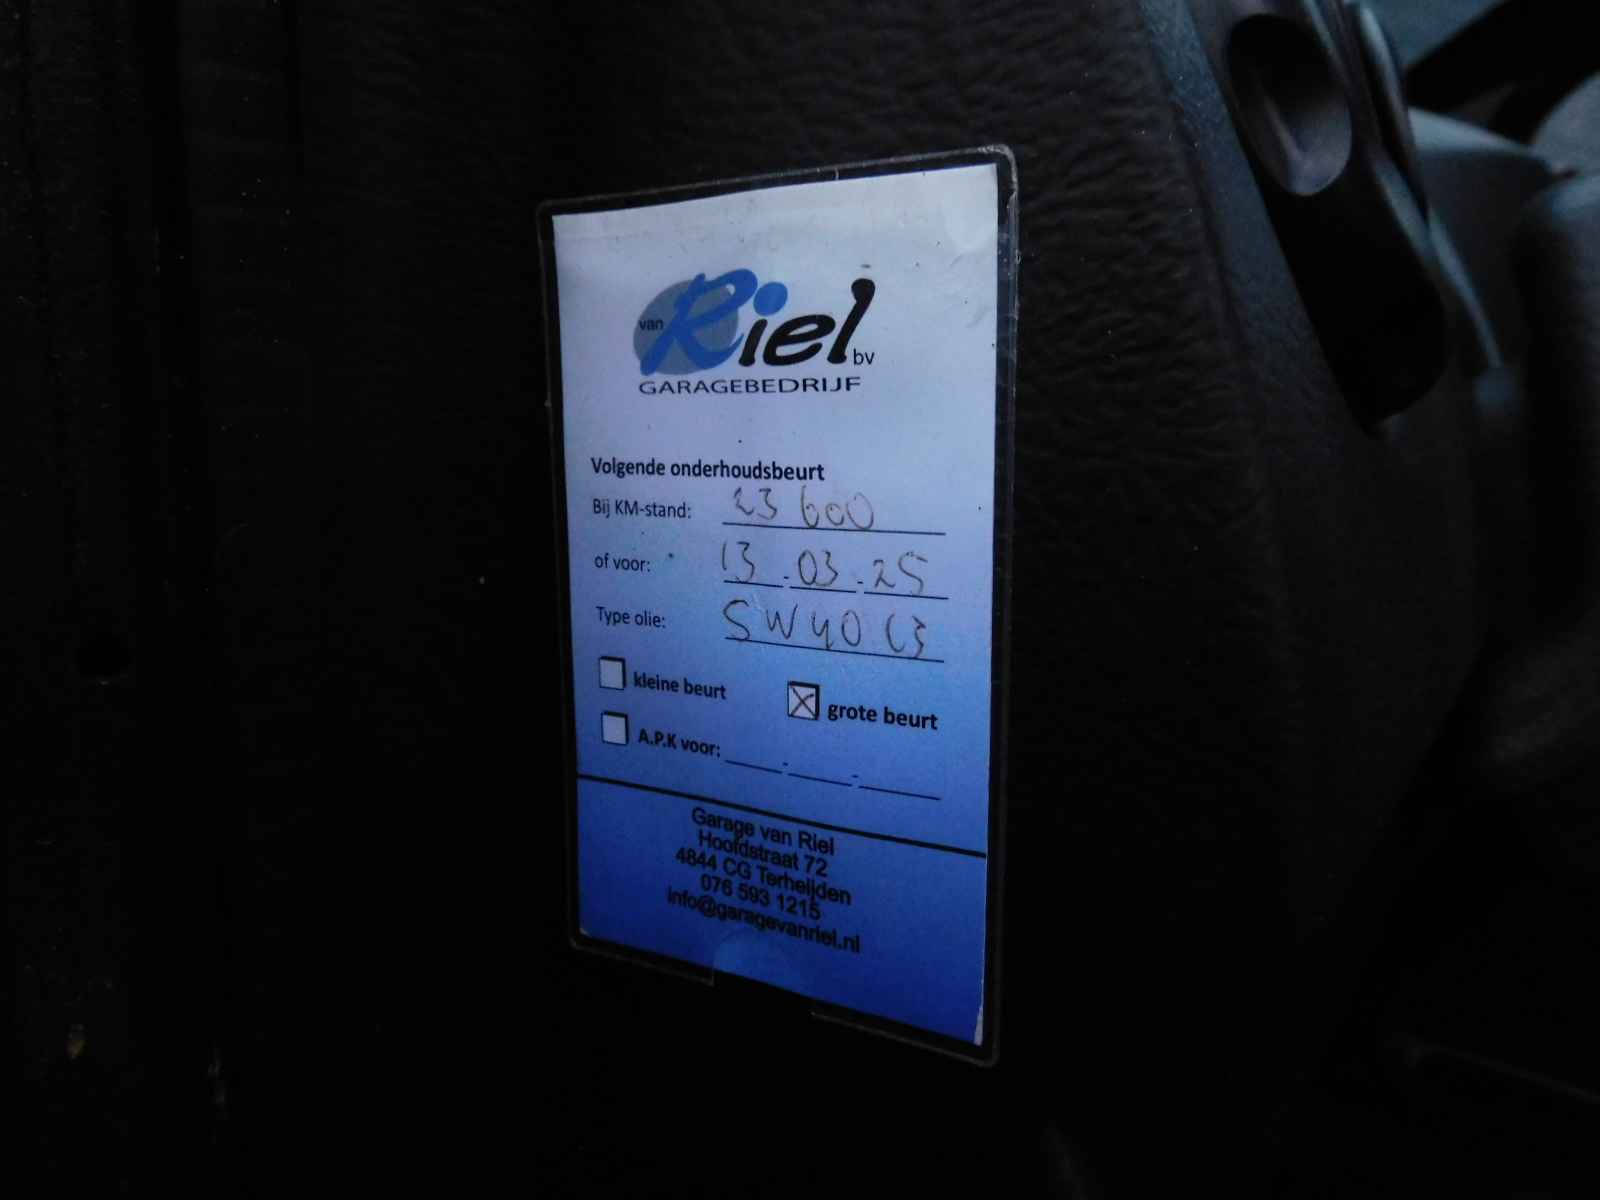 van Riel bv
GARAGEBEDRIJF
Volgende onderhoudsbeurt
Bij KM-stand: 23 600
of voor: 13-03-25
Type olie: 5W40 C3
kleine beurt
grote beurt
A.P.K voor:
Garage van Riel
Hoofdstraat 72
4844 CG Terheijden
076 593 1215
info@garagevanriel.nl